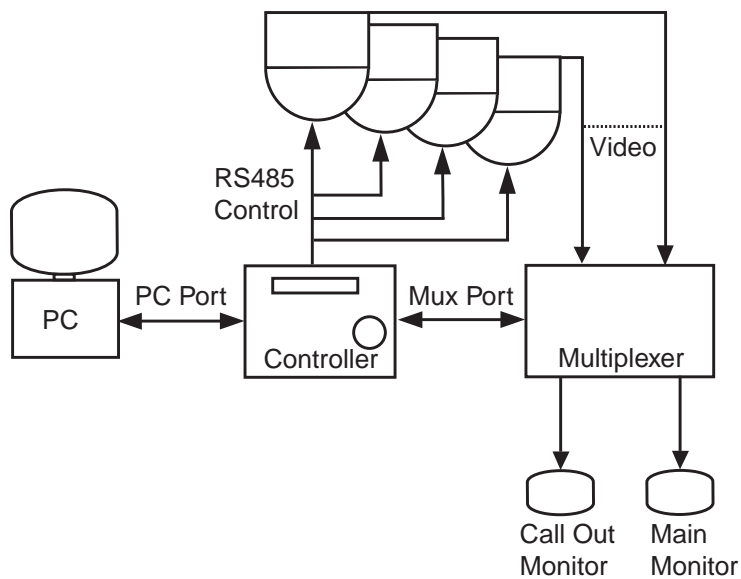 Video
RS485
Control
PC Port
Mux Port
PC
Controller
Multiplexer
Call Out
Monitor
Main
Monitor